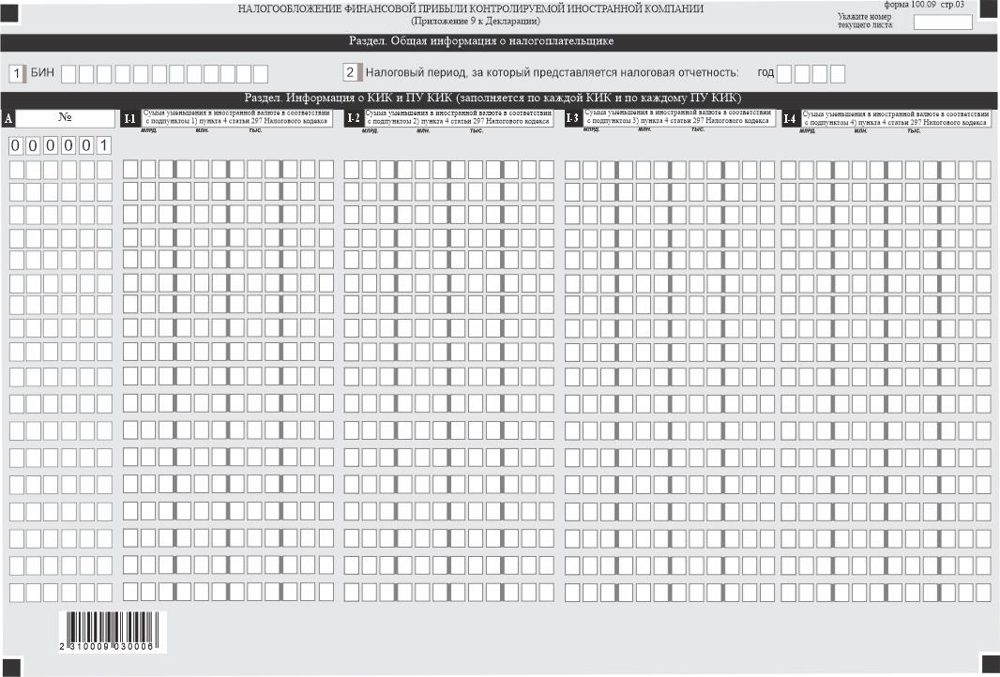 форма 100.09 стр.03
НАЛОГООБЛОЖЕНИЕ ФИНАНСОВОЙ ПРИБЫЛИ КОНТРОЛИРУЕМОЙ ИНОСТРАННОЙ КОМПАНИИ
(Приложение 9 к Декларации)
Укажите номер
текущего листа:
Раздел. Общая информация о налогоплательщике
1 БИН
2 Налоговый период, за который представляется налоговая отчетность: год
Раздел. Информация о КИК и ПУ КИК (заполняется по каждой КИК и по каждому ПУ КИК)
A №
I-1 Сумма уменьшения в иностранной валюте в соответствии
с подпунктом 1) пункта 4 статьи 297 Налогового кодекса
млрд. млн. тыс.
I-2 Сумма уменьшения в иностранной валюте в соответствии
с подпунктом 2) пункта 4 статьи 297 Налогового кодекса
млрд. млн. тыс.
I-3 Сумма уменьшения в иностранной валюте в соответствии
с подпунктом 3) пункта 4 статьи 297 Налогового кодекса
млрд. млн. тыс.
I-4 Сумма уменьшения в иностранной валюте в соответствии
с подпунктом 4) пункта 4 статьи 297 Налогового кодекса
млрд. млн. тыс.
0 0 0 0 0 1
2 310009 030006